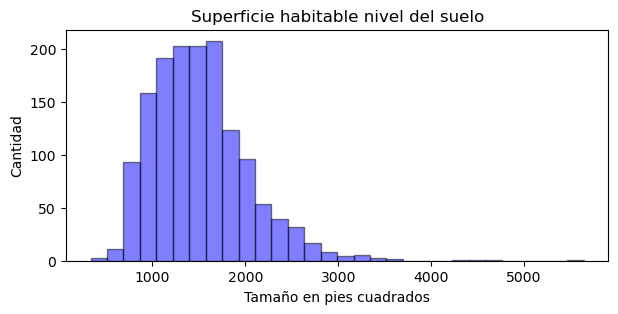 Superficie habitable nivel del suelo
200
150
100
50
0
Cantidad
1000 2000 3000 4000 5000
Tamaño en pies cuadrados